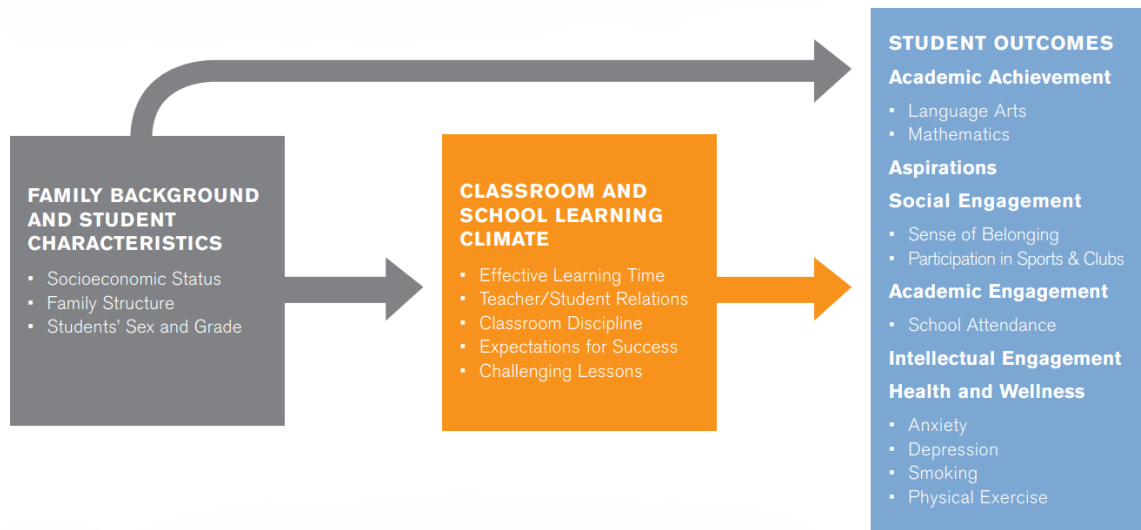 FAMILY BACKGROUND
AND STUDENT
CHARACTERISTICS
▪ Socioeconomic Status
▪ Family Structure
▪ Students' Sex and Grade
CLASSROOM AND
SCHOOL LEARNING
CLIMATE
▪ Effective Learning Time
▪ Teacher/Student Relations
▪ Classroom Discipline
▪ Expectations for Success
▪ Challenging Lessons
STUDENT OUTCOMES
Academic Achievement
▪ Language Arts
▪ Mathematics
Aspirations
Social Engagement
▪ Sense of Belonging
▪ Participation in Sports & Clubs
Academic Engagement
▪ School Attendance
Intellectual Engagement
Health and Wellness
▪ Anxiety
▪ Depression
▪ Smoking
▪ Physical Exercise